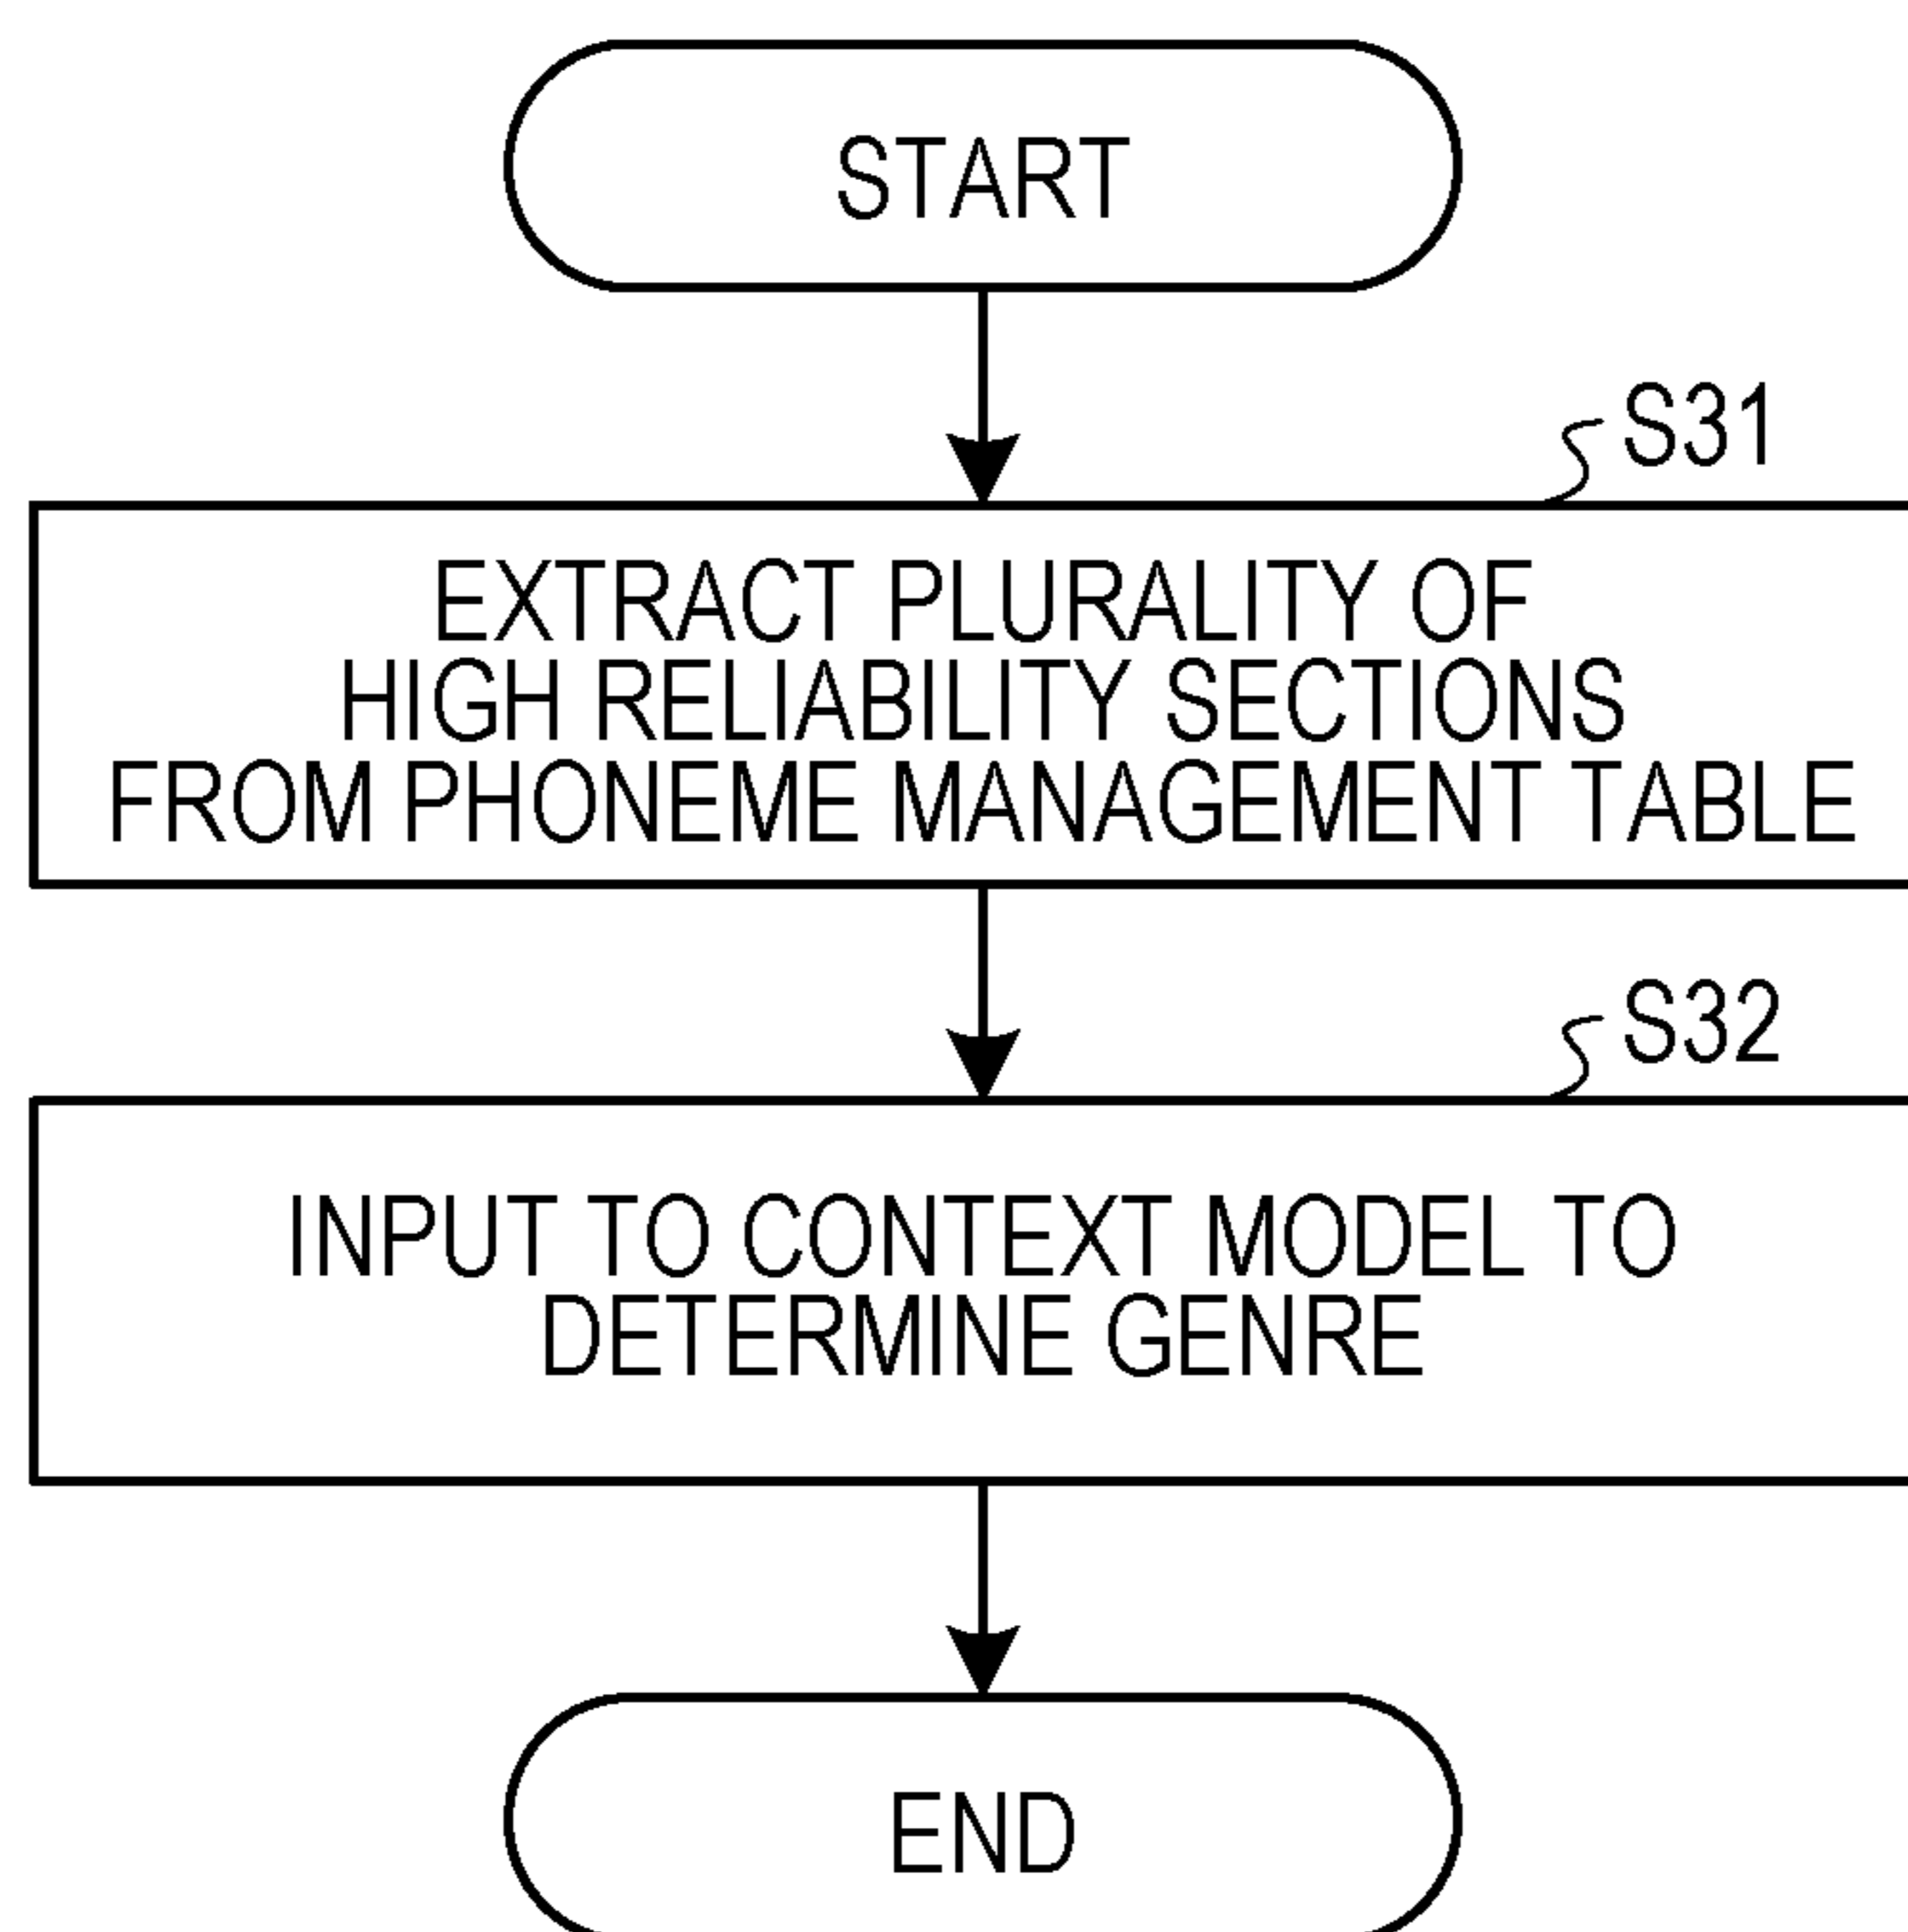 START
S31
EXTRACT PLURALITY OF
HIGH RELIABILITY SECTIONS
FROM PHONEME MANAGEMENT TABLE
S32
INPUT TO CONTEXT MODEL TO
DETERMINE GENRE
END